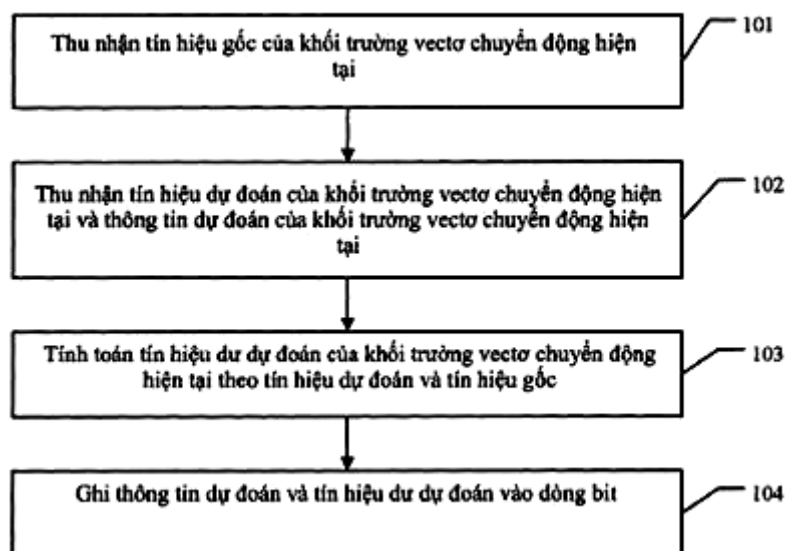 Thu nhận tín hiệu gốc của khối trường vectơ chuyển động hiện
tại
101
Thu nhận tín hiệu dự đoán của khối trường vectơ chuyển động hiện
tại và thông tin dự đoán của khối trường vectơ chuyển động hiện
tại
102
Tính toán tín hiệu dư dự đoán của khối trường vectơ chuyển động
hiện tại theo tín hiệu dự đoán và tín hiệu gốc
103
Ghi thông tin dự đoán và tín hiệu dư dự đoán vào dòng bit
104